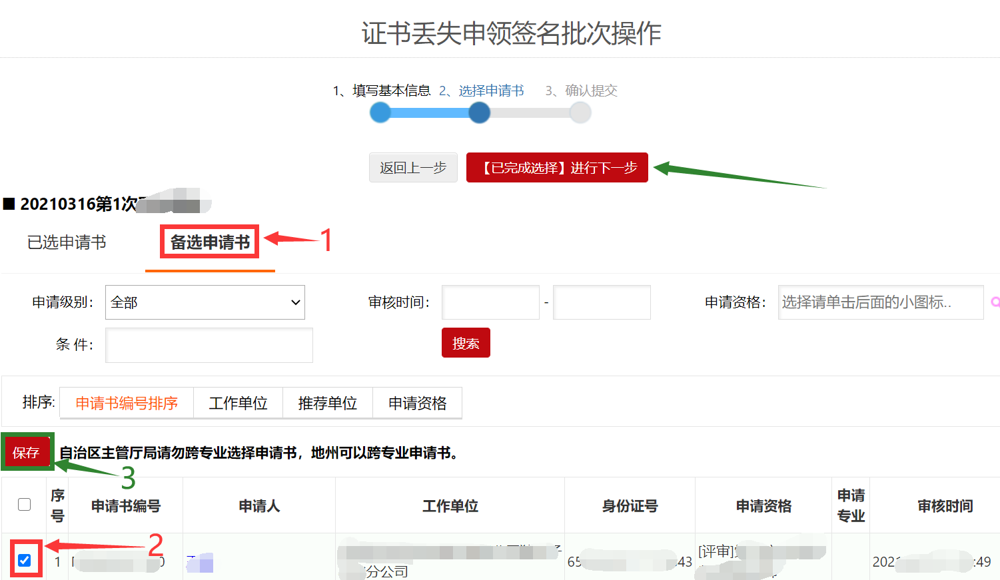 证书丢失申领签名批次操作
1、填写基本信息 2、选择申请书 3、确认提交
返回上一步 【已完成选择】进行下一步
■ 20210316第1次
已选申请书 备选申请书 1
申请级别: 全部 审核时间: - 申请资格: 选择请单击后面的小图标..
条 件: 搜索
排序: 申请书编号排序 工作单位 推荐单位 申请资格
保存 自治区主管厅局请勿跨专业选择申请书，地州可以跨专业申请书。
3
序号 申请书编号 申请人 工作单位 身份证号 申请资格 申请专业 审核时间
2
1 0 65 43 [评审] 202 :49
分公司